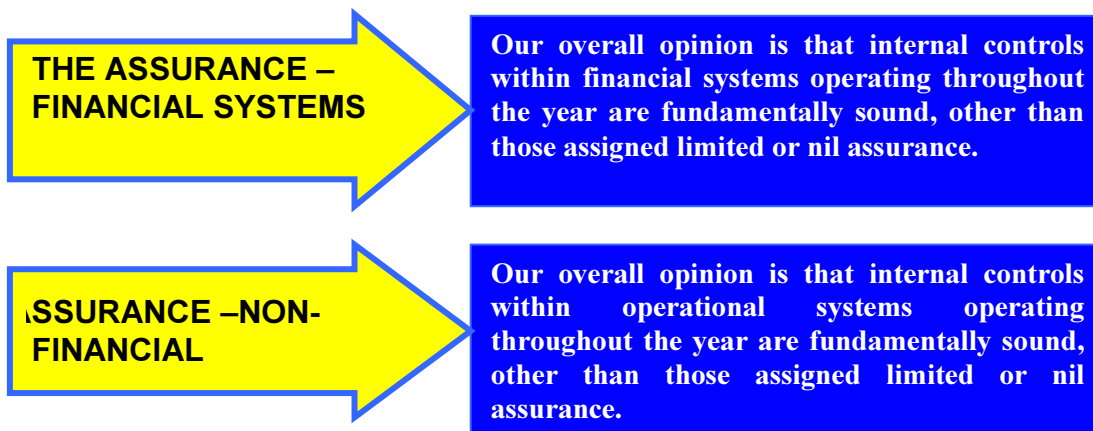 THE ASSURANCE –
FINANCIAL SYSTEMS
Our overall opinion is that internal controls
within financial systems operating throughout
the year are fundamentally sound, other than
those assigned limited or nil assurance.
ASSURANCE –NON-
FINANCIAL
Our overall opinion is that internal controls
within operational systems operating
throughout the year are fundamentally sound,
other than those assigned limited or nil
assurance.